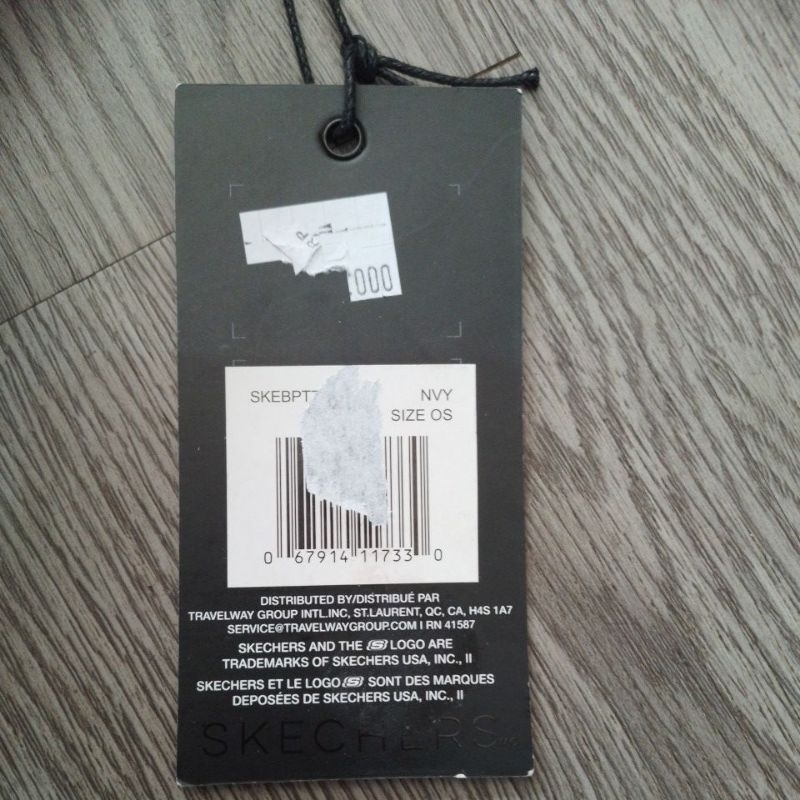 RP
000
SKEBPT
NVY
SIZE OS
0 67914 11733 0
DISTRIBUTED BY/DISTRIBUÉ PAR
TRAVELWAY GROUP INTL.INC, ST.LAURENT, QC, CA, H4S 1A7
SERVICE@TRAVELWAYGROUP.COM I RN 41587
SKECHERS AND THE S LOGO ARE
TRADEMARKS OF SKECHERS USA, INC., II
SKECHERS ET LE LOGO S SONT DES MARQUES
DEPOSÉES DE SKECHERS USA, INC., II
SKECHERS